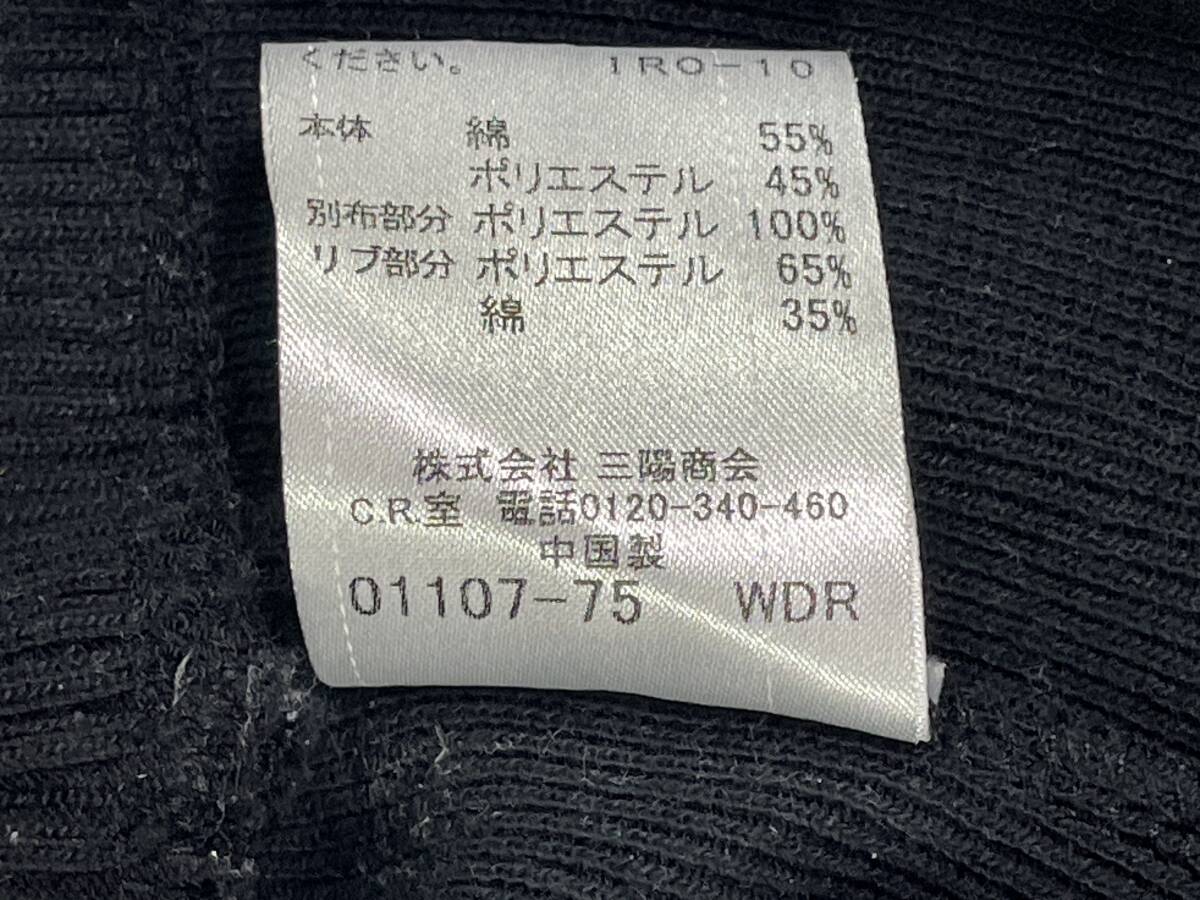 ください。 IRO-10
本体 綿 55%
ポリエステル 45%
別布部分 ポリエステル 100%
リブ部分 ポリエステル 65%
綿 35%
株式会社 三陽商会
C.R.室 電話0120-340-460
中国製
01107-75 WDR